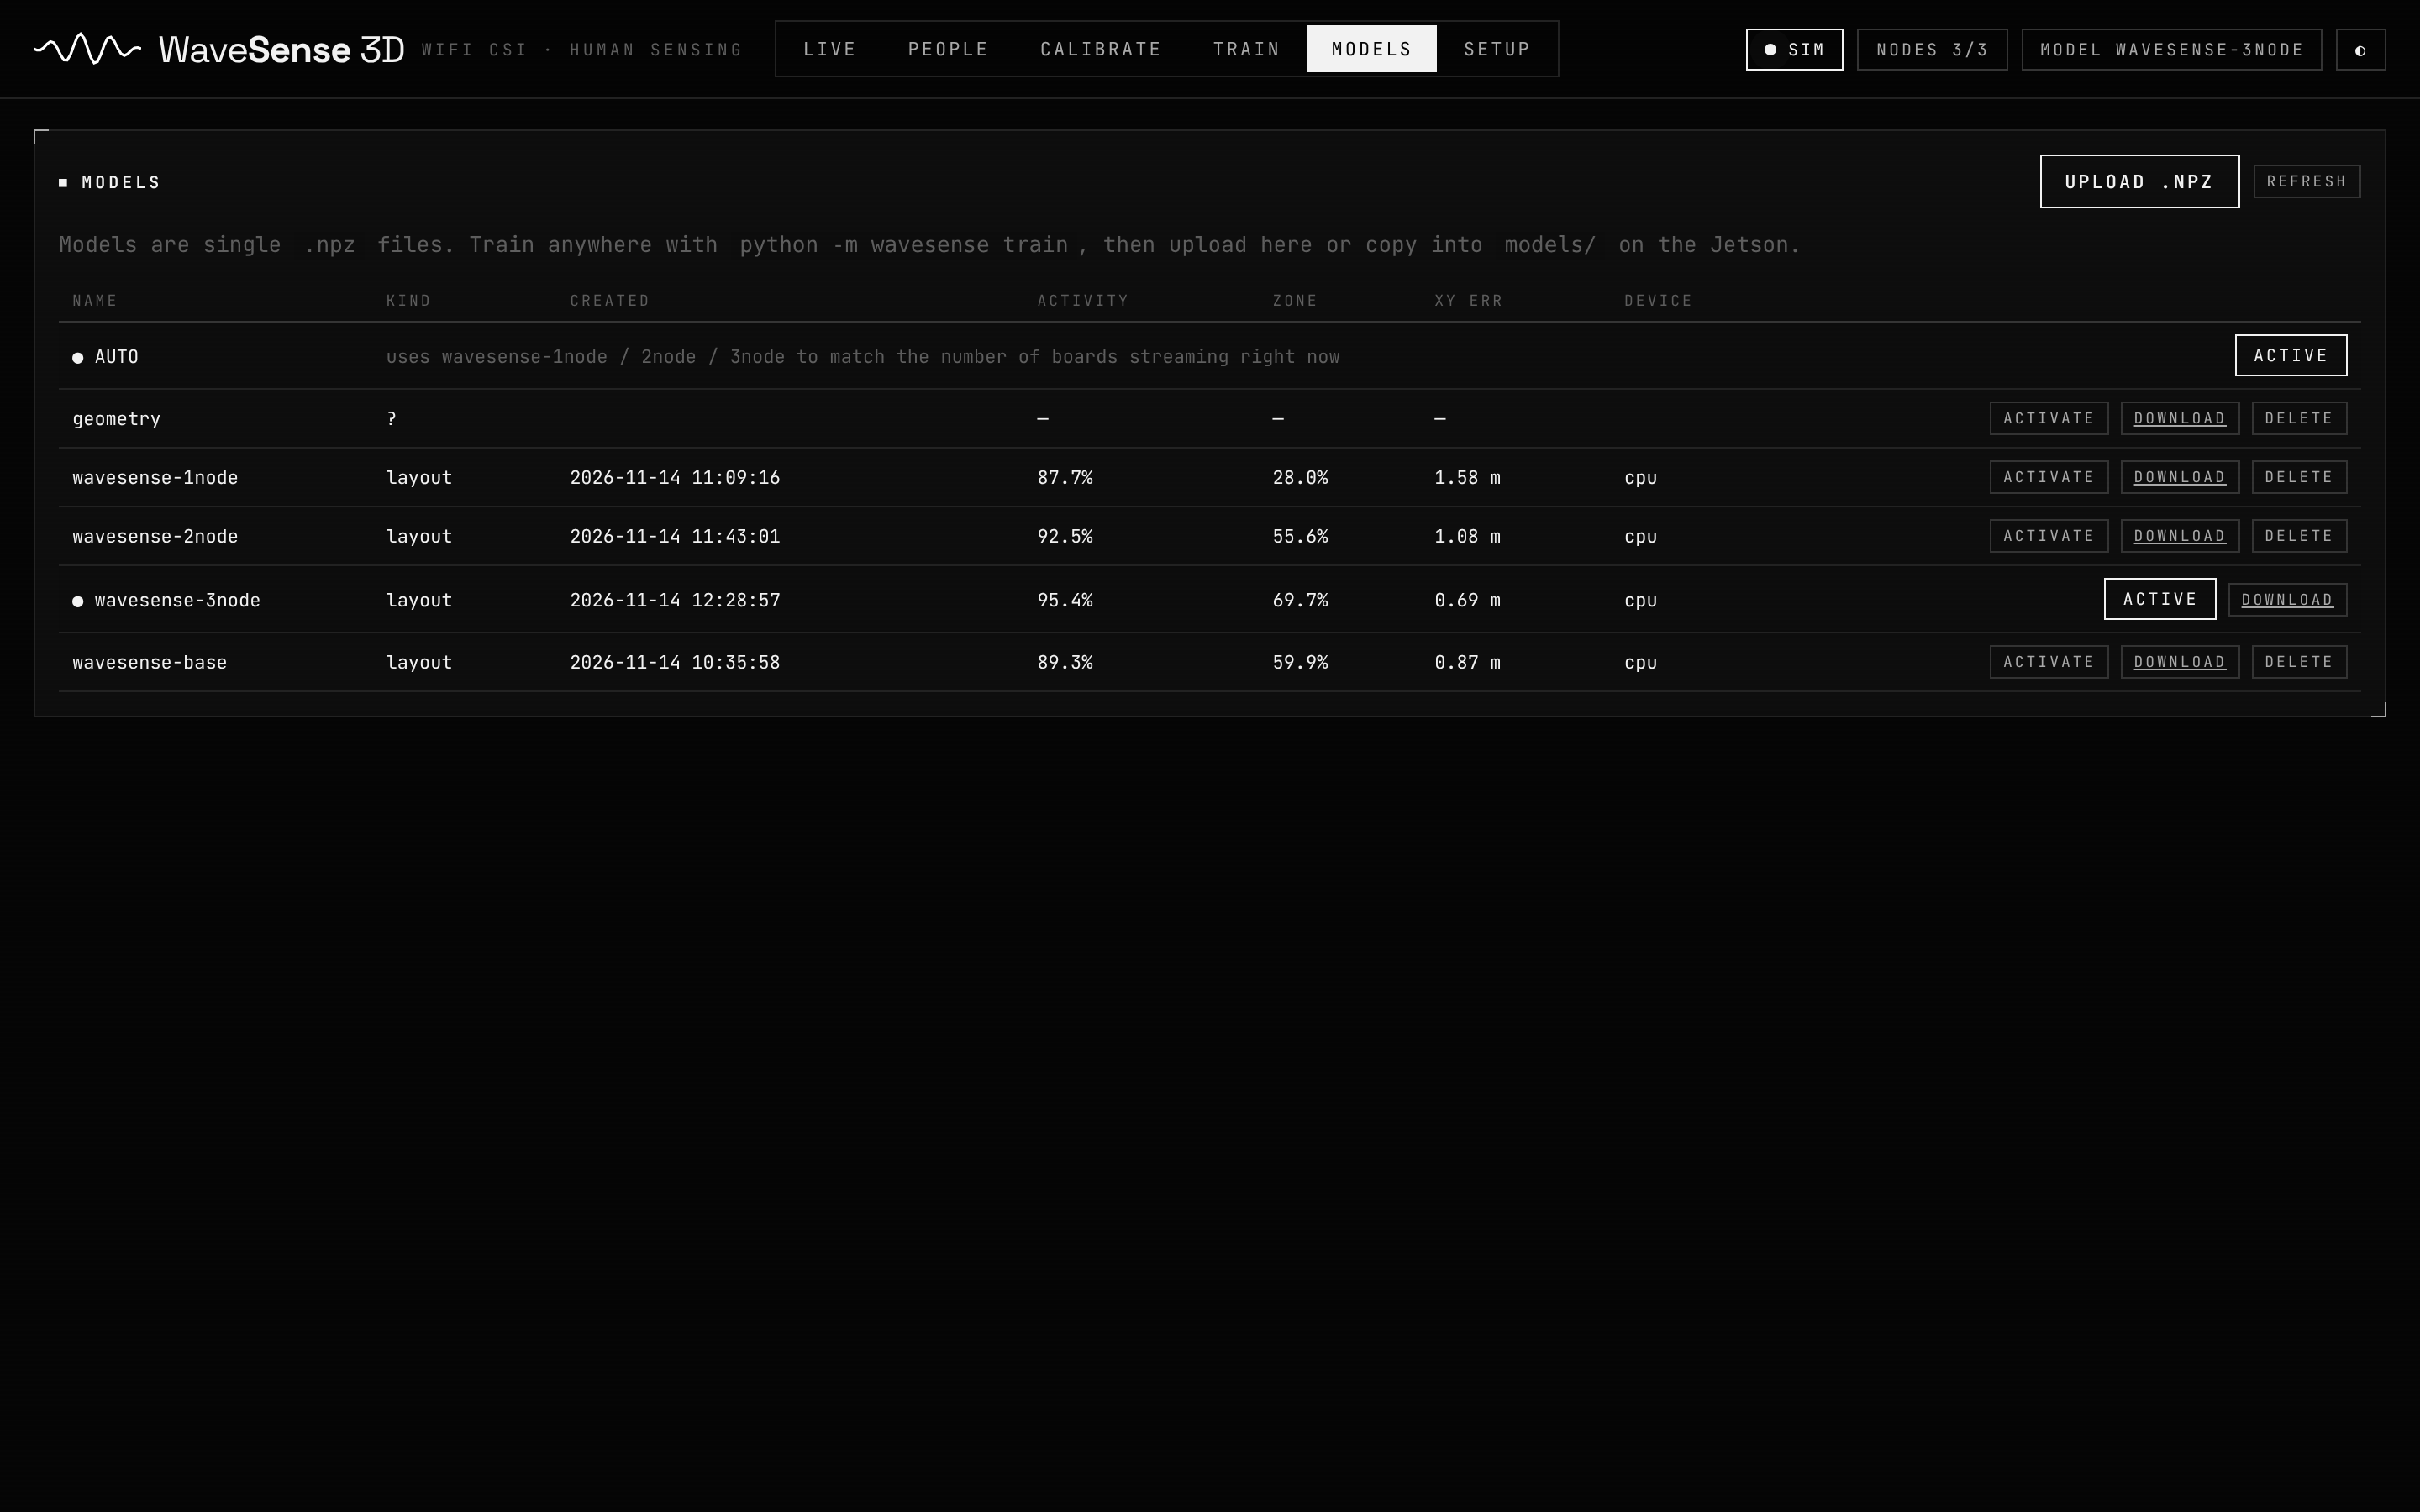 WaveSense 3D WIFI CSI · HUMAN SENSING LIVE PEOPLE CALIBRATE TRAIN MODELS SETUP ● SIM NODES 3/3 MODEL WAVESENSE-3NODE ◐
■ MODELS UPLOAD .NPZ REFRESH
Models are single .npz files. Train anywhere with python -m wavesense train , then upload here or copy into models/ on the Jetson.
NAME KIND CREATED ACTIVITY ZONE XY ERR DEVICE
● AUTO uses wavesense-1node / 2node / 3node to match the number of boards streaming right now ACTIVE
geometry ? — — — ACTIVATE DOWNLOAD DELETE
wavesense-1node layout 2026-11-14 11:09:16 87.7% 28.0% 1.58 m cpu ACTIVATE DOWNLOAD DELETE
wavesense-2node layout 2026-11-14 11:43:01 92.5% 55.6% 1.08 m cpu ACTIVATE DOWNLOAD DELETE
● wavesense-3node layout 2026-11-14 12:28:57 95.4% 69.7% 0.69 m cpu ACTIVE DOWNLOAD
wavesense-base layout 2026-11-14 10:35:58 89.3% 59.9% 0.87 m cpu ACTIVATE DOWNLOAD DELETE